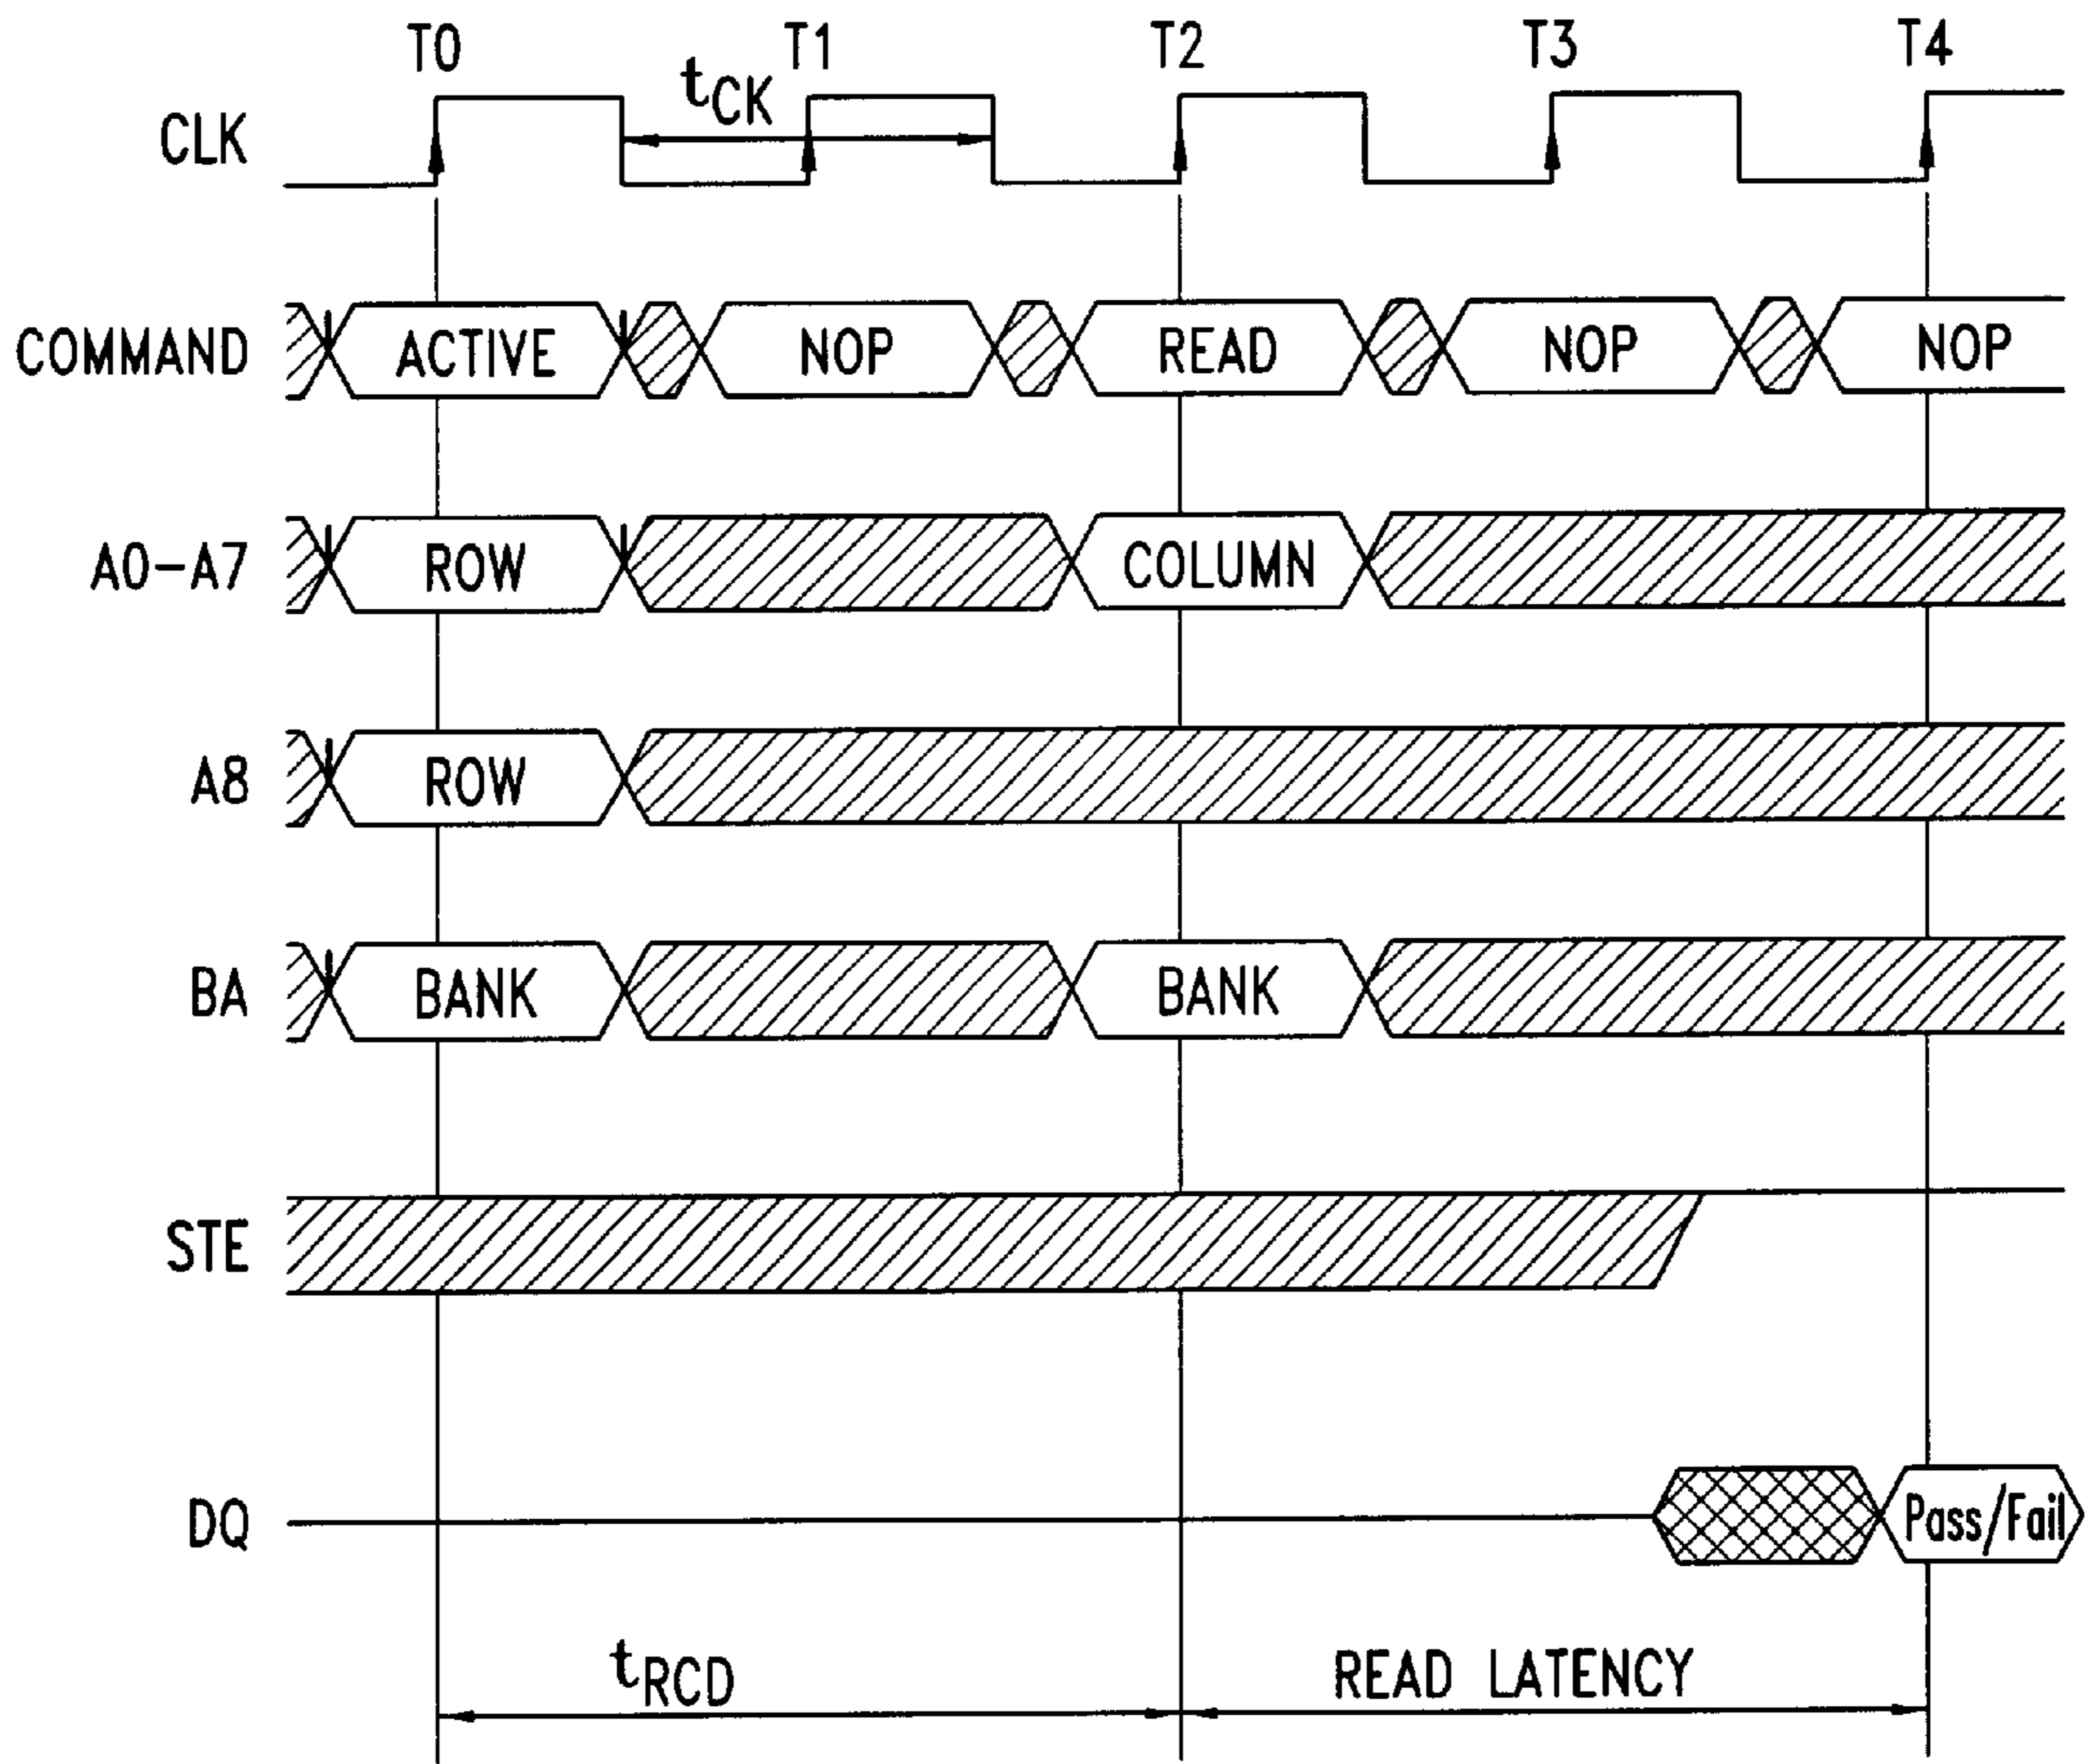 T0 T1 T2 T3 T4
CLK tCK
COMMAND ACTIVE NOP READ NOP NOP
A0-A7 ROW COLUMN
A8 ROW
BA BANK BANK
STE
DQ Pass/Fail
tRCD READ LATENCY